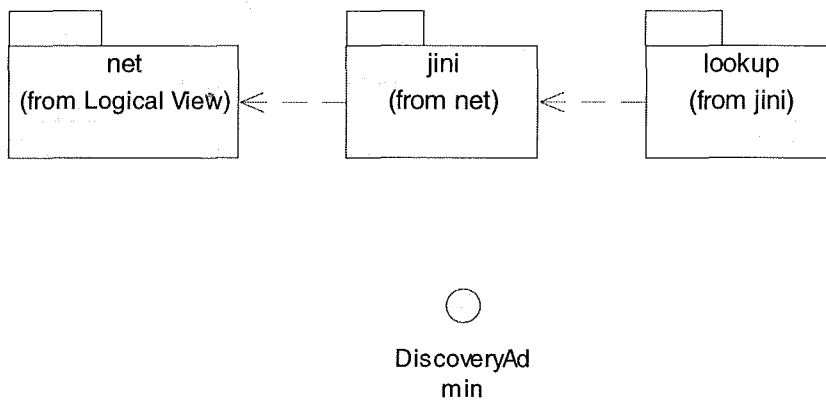 net
(from Logical View)
jini
(from net)
lookup
(from jini)
DiscoveryAd
min